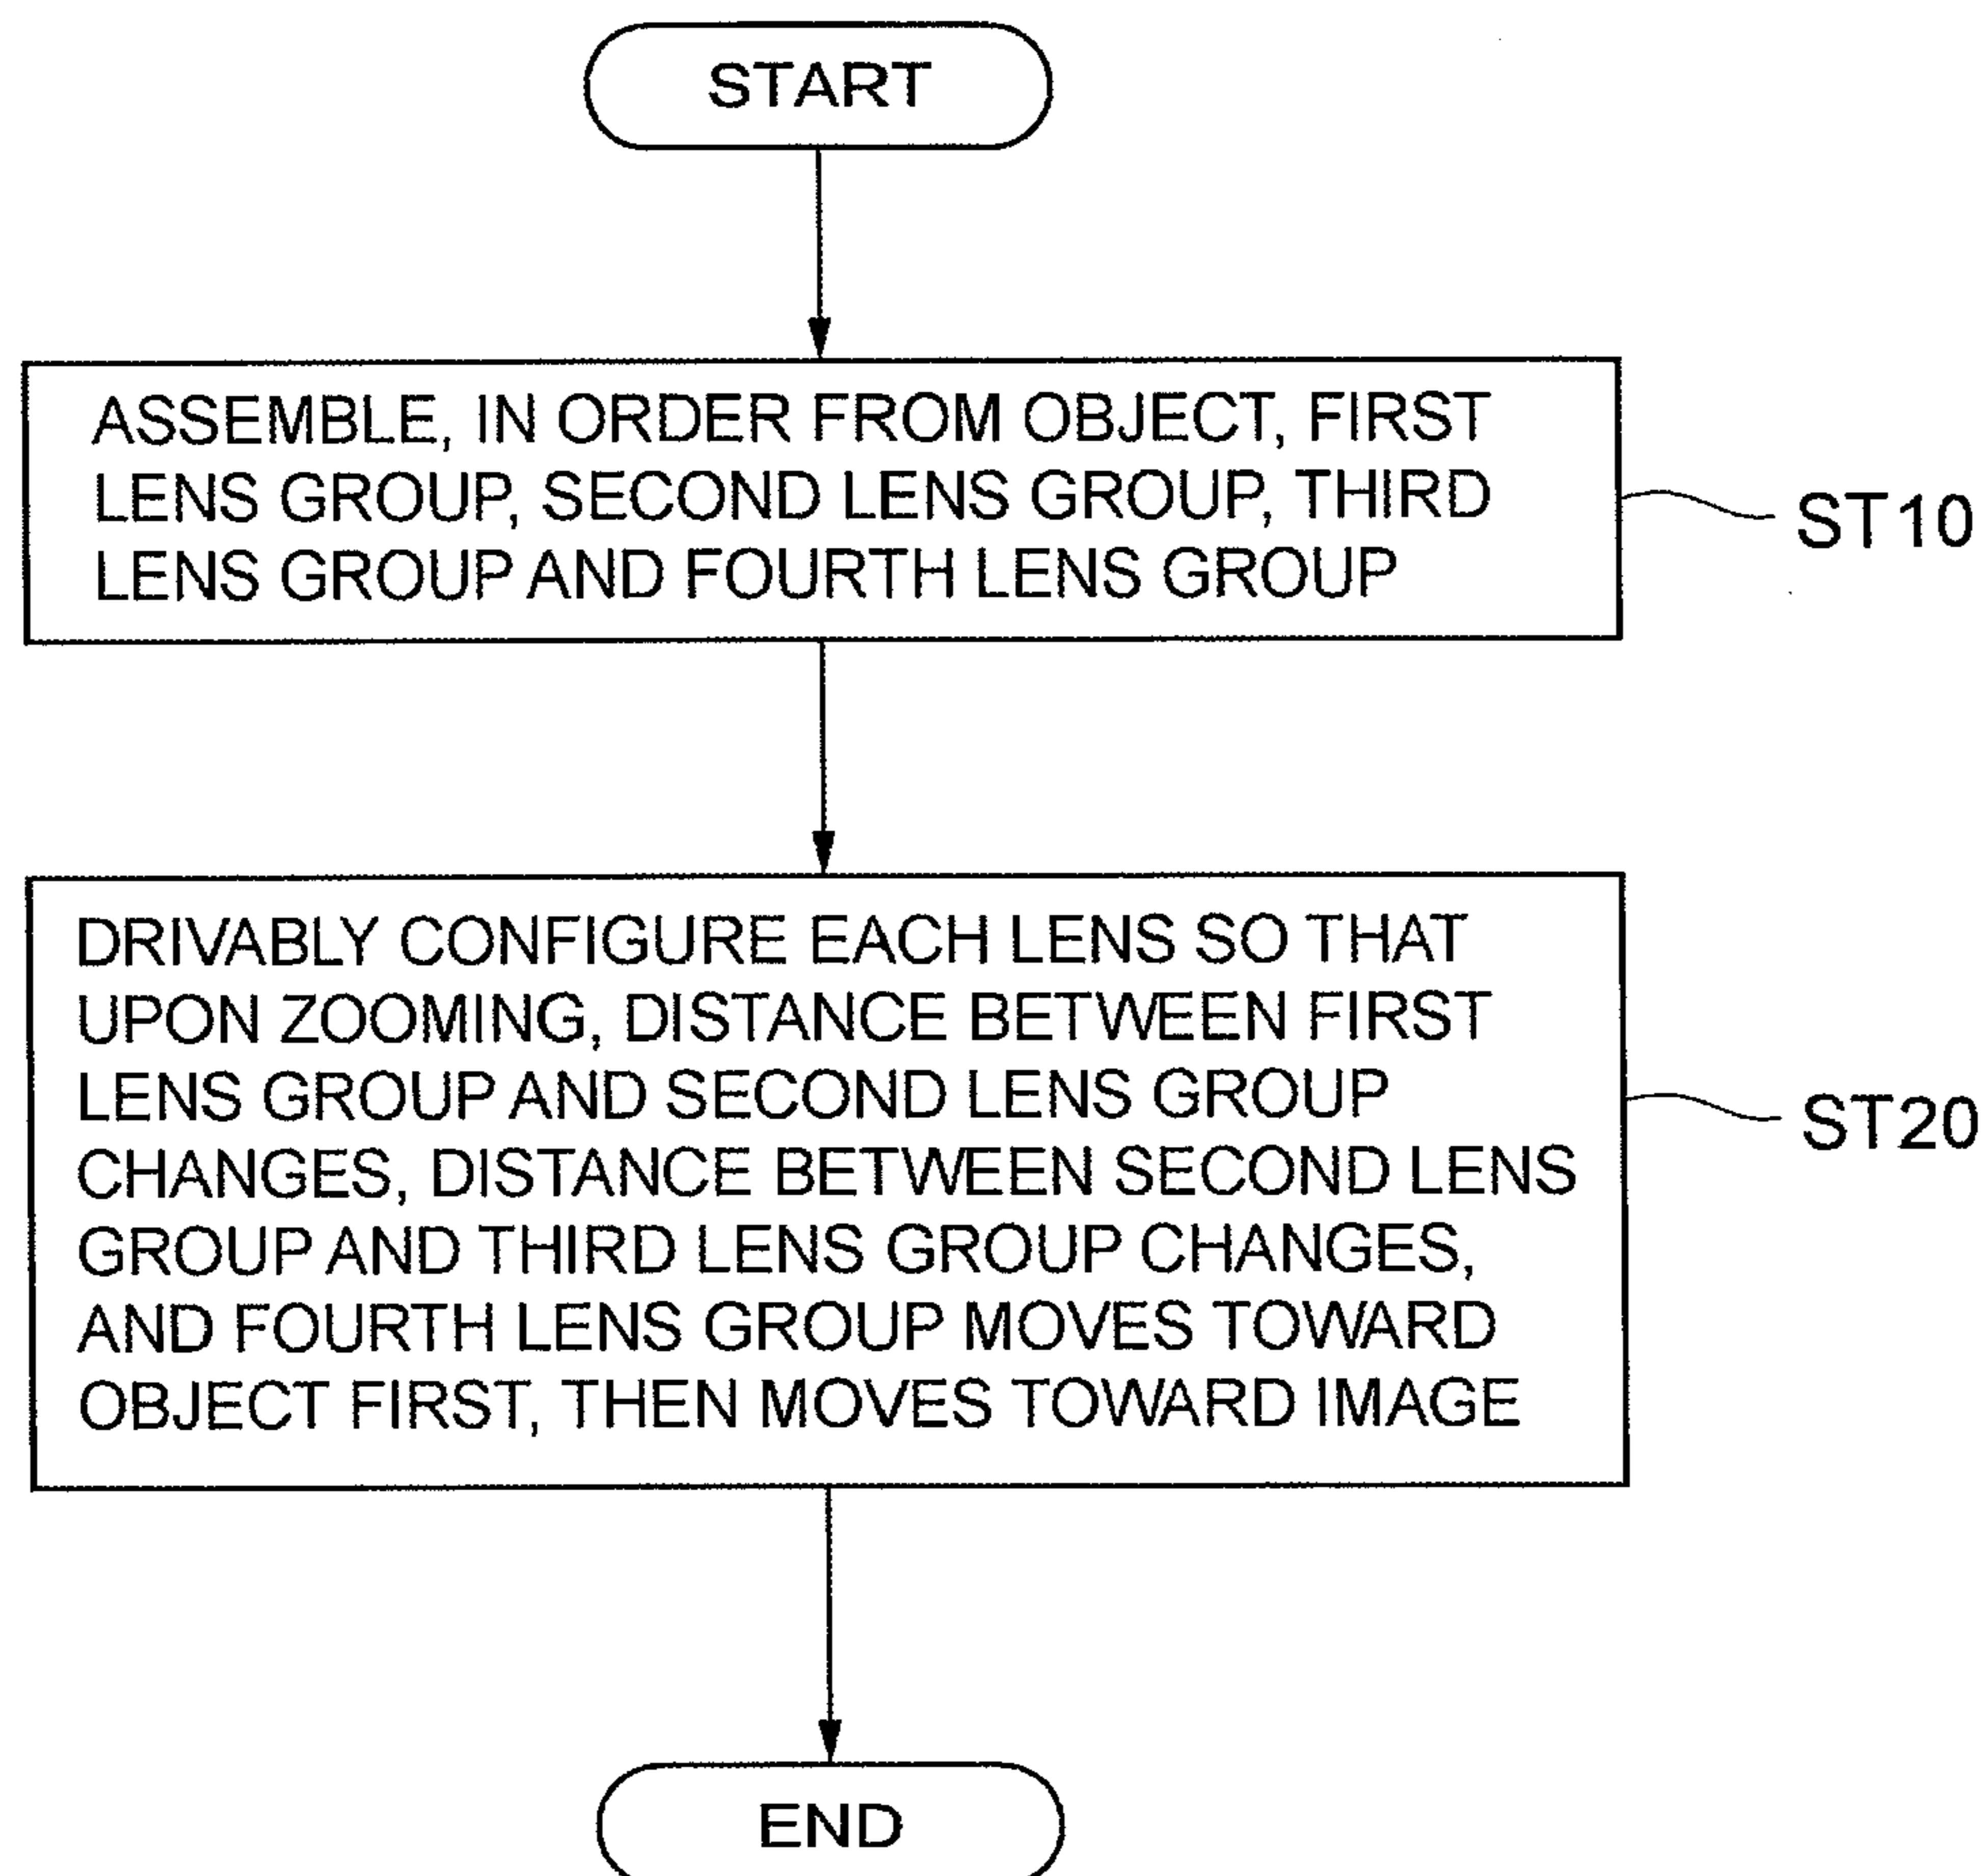 START
ASSEMBLE, IN ORDER FROM OBJECT, FIRST
LENS GROUP, SECOND LENS GROUP, THIRD
LENS GROUP AND FOURTH LENS GROUP
ST10
DRIVABLY CONFIGURE EACH LENS SO THAT
UPON ZOOMING, DISTANCE BETWEEN FIRST
LENS GROUP AND SECOND LENS GROUP
CHANGES, DISTANCE BETWEEN SECOND LENS
GROUP AND THIRD LENS GROUP CHANGES,
AND FOURTH LENS GROUP MOVES TOWARD
OBJECT FIRST, THEN MOVES TOWARD IMAGE
ST20
END